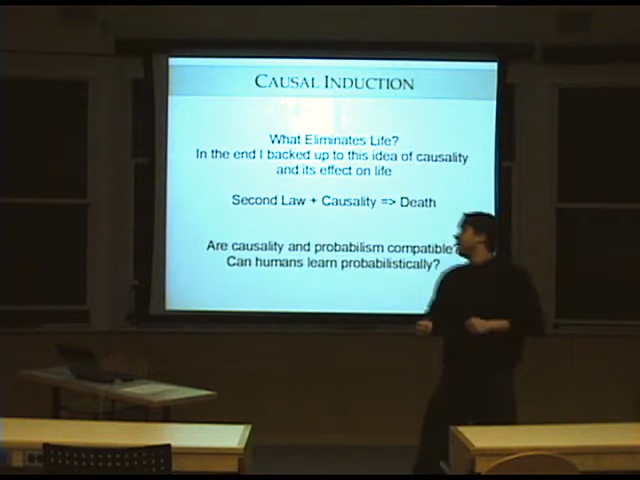 CAUSAL INDUCTION
What Eliminates Life?
In the end I backed up to this idea of causality
and its effect on life
Second Law + Causality => Death
Are causality and probabilism compatible?
Can humans learn probabilistically?